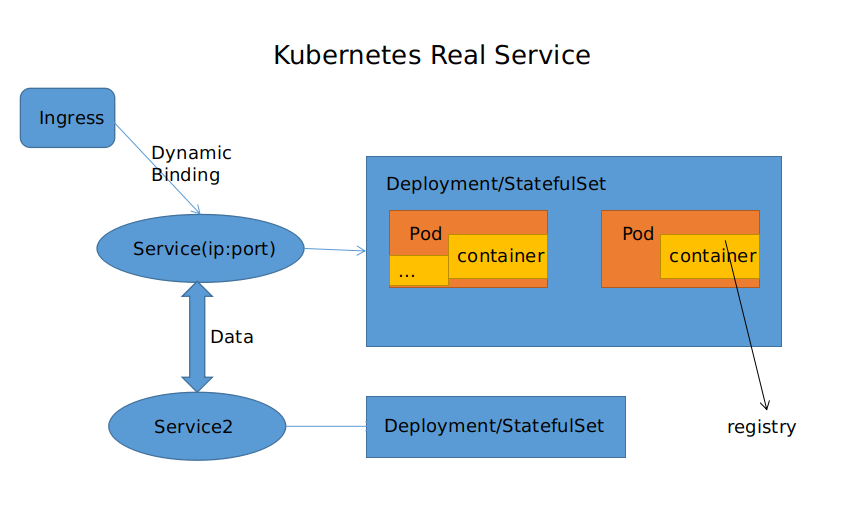 Kubernetes Real Service
Ingress
Dynamic
Binding
Deployment/StatefulSet
Pod
container
...
Pod
container
Service(ip:port)
Data
Service2
Deployment/StatefulSet
registry